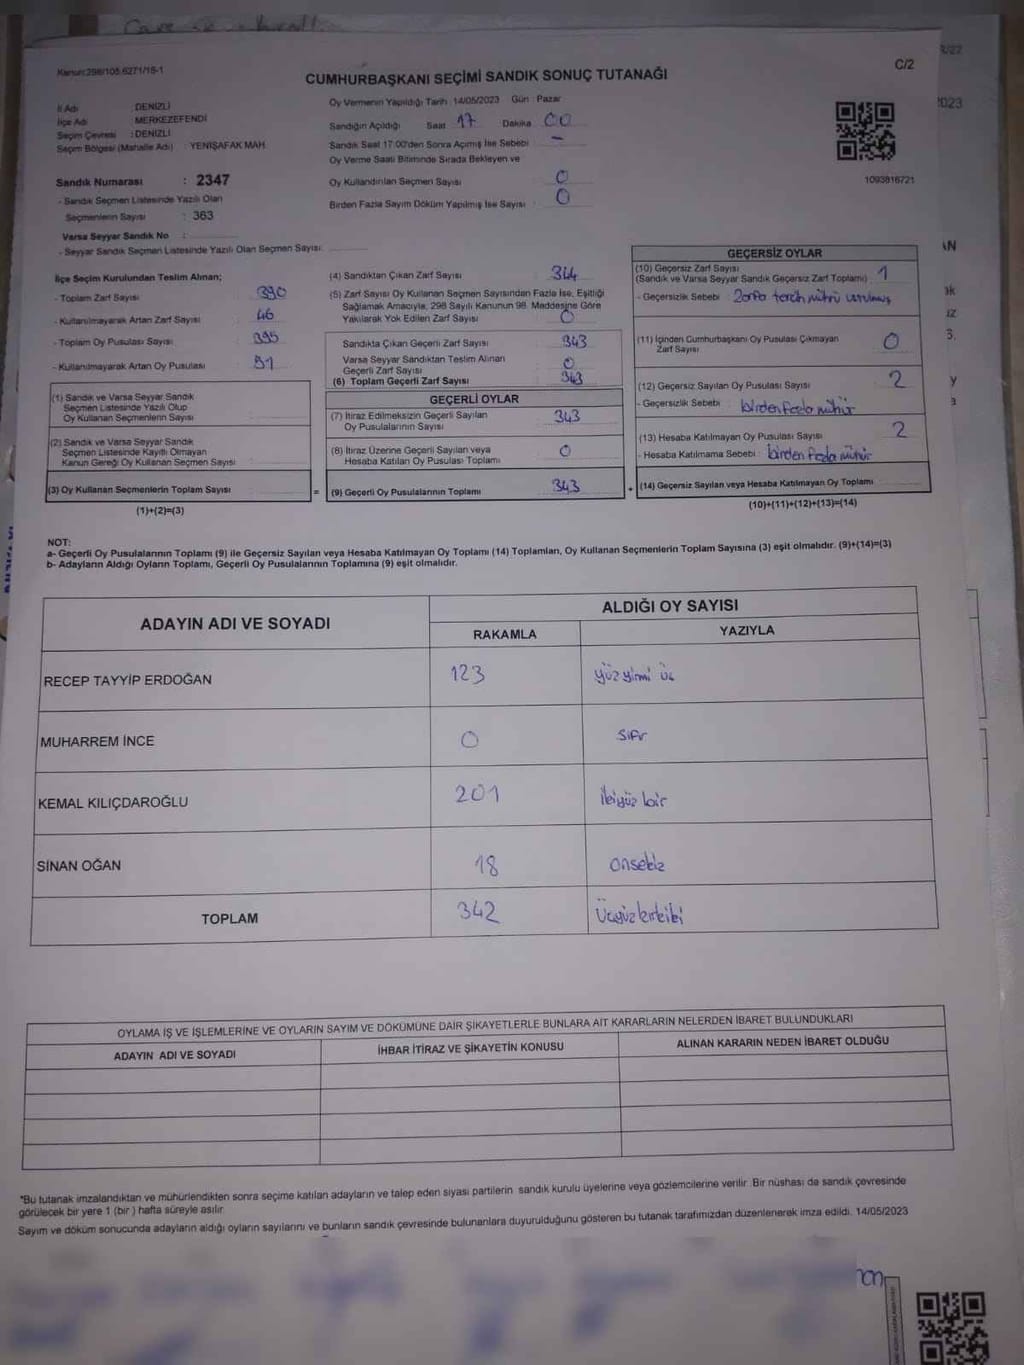 Kanun:298/105,6271/15-1
C/2
CUMHURBAŞKANI SEÇİMİ SANDIK SONUÇ TUTANAĞI
İl Adı : DENİZLİ
İlçe Adı : MERKEZEFENDİ
Seçim Çevresi : DENİZLİ
Seçim Bölgesi (Mahalle Adı) : YENİŞAFAK MAH.
Oy Vermenin Yapıldığı Tarih : 14/05/2023 Gün : Pazar
Sandığın Açıldığı Saat 17 Dakika 00
Sandık Saat 17:00'den Sonra Açılmış İse Sebebi : -
Oy Verme Saati Bitiminde Sırada Bekleyen ve
Oy Kullandırılan Seçmen Sayısı : 0
Birden Fazla Sayım Döküm Yapılmış İse Sayısı : 0
1093816721
Sandık Numarası : 2347
- Sandık Seçmen Listesinde Yazılı Olan
Seçmenlerin Sayısı : 363
Varsa Seyyar Sandık No :
- Seyyar Sandık Seçmen Listesinde Yazılı Olan Seçmen Sayısı:
İlçe Seçim Kurulundan Teslim Alınan;
- Toplam Zarf Sayısı : 390
- Kullanılmayarak Artan Zarf Sayısı : 46
- Toplam Oy Pusulası Sayısı : 395
- Kullanılmayarak Artan Oy Pusulası : 51
(1) Sandık ve Varsa Seyyar Sandık
Seçmen Listesinde Yazılı Olup
Oy Kullanan Seçmenlerin Sayısı :
(2) Sandık ve Varsa Seyyar Sandık
Seçmen Listesinde Kayıtlı Olmayan
Kanun Gereği Oy Kullanan Seçmen Sayısı :
(3) Oy Kullanan Seçmenlerin Toplam Sayısı :
(1)+(2)=(3)
(4) Sandıktan Çıkan Zarf Sayısı : 344
(5) Zarf Sayısı Oy Kullanan Seçmen Sayısından Fazla İse, Eşitliği
Sağlamak Amacıyla, 298 Sayılı Kanunun 98. Maddesine Göre
Yakılarak Yok Edilen Zarf Sayısı : 0
Sandıkta Çıkan Geçerli Zarf Sayısı : 343
Varsa Seyyar Sandıktan Teslim Alınan
Geçerli Zarf Sayısı : 0
(6) Toplam Geçerli Zarf Sayısı : 343
GEÇERLİ OYLAR
(7) İtiraz Edilmeksizin Geçerli Sayılan
Oy Pusulalarının Sayısı : 343
(8) İtiraz Üzerine Geçerli Sayılan veya
Hesaba Katılan Oy Pusulası Toplamı : 0
= (9) Geçerli Oy Pusulalarının Toplamı : 343
GEÇERSİZ OYLAR
(10) Geçersiz Zarf Sayısı
(Sandık ve Varsa Seyyar Sandık Geçersiz Zarf Toplamı) : 1
- Geçersizlik Sebebi : Zarfa tercih mührü vurulmuş
(11) İçinden Cumhurbaşkanı Oy Pusulası Çıkmayan
Zarf Sayısı : 0
(12) Geçersiz Sayılan Oy Pusulası Sayısı : 2
- Geçersizlik Sebebi : birden fazla mühür
(13) Hesaba Katılmayan Oy Pusulası Sayısı : 2
- Hesaba Katılmama Sebebi : birden fazla mühür
+ (14) Geçersiz Sayılan veya Hesaba Katılmayan Oy Toplamı :
(10)+(11)+(12)+(13)=(14)
NOT:
a- Geçerli Oy Pusulalarının Toplamı (9) ile Geçersiz Sayılan veya Hesaba Katılmayan Oy Toplamı (14) Toplamları, Oy Kullanan Seçmenlerin Toplam Sayısına (3) eşit olmalıdır. (9)+(14)=(3)
b- Adayların Aldığı Oyların Toplamı, Geçerli Oy Pusulalarının Toplamına (9) eşit olmalıdır.
ADAYIN ADI VE SOYADI
ALDIĞI OY SAYISI
RAKAMLA YAZIYLA
RECEP TAYYİP ERDOĞAN 123 yüz yirmi üç
MUHARREM İNCE 0 Sıfır
KEMAL KILIÇDAROĞLU 201 ikiyüz bir
SİNAN OĞAN 18 onsekiz
TOPLAM 342 Üçyüzkırkiki
OYLAMA İŞ VE İŞLEMLERİNE VE OYLARIN SAYIM VE DÖKÜMÜNE DAİR ŞİKAYETLERLE BUNLARA AİT KARARLARIN NELERDEN İBARET BULUNDUKLARI
ADAYIN ADI VE SOYADI İHBAR İTİRAZ VE ŞİKAYETİN KONUSU ALINAN KARARIN NEDEN İBARET OLDUĞU
*Bu tutanak imzalandıktan ve mühürlendikten sonra seçime katılan adayların ve talep eden siyasi partilerin sandık kurulu üyelerine veya gözlemcilerine verilir. Bir nüshası da sandık çevresinde
görülecek bir yere 1 (bir ) hafta süreyle asılır.
Sayım ve döküm sonucunda adayların aldığı oyların sayılarını ve bunların sandık çevresinde bulunanlara duyurulduğunu gösteren bu tutanak tarafımızdan düzenlenerek imza edildi. 14/05/2023